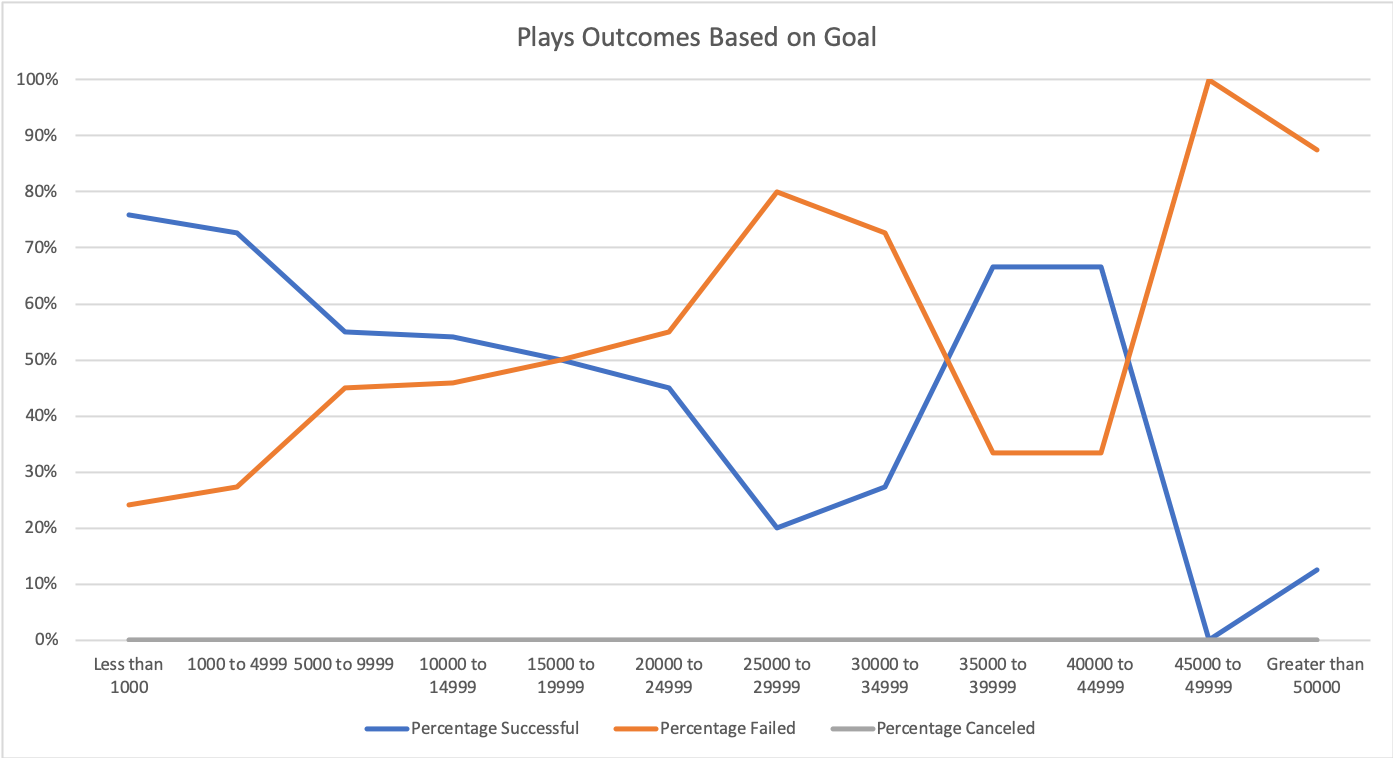 Plays Outcomes Based on Goal
100%
90%
80%
70%
60%
50%
40%
30%
20%
10%
0%
Less than 1000
1000 to 4999
5000 to 9999
10000 to 14999
15000 to 19999
20000 to 24999
25000 to 29999
30000 to 34999
35000 to 39999
40000 to 44999
45000 to 49999
Greater than 50000
Percentage Successful
Percentage Failed
Percentage Canceled